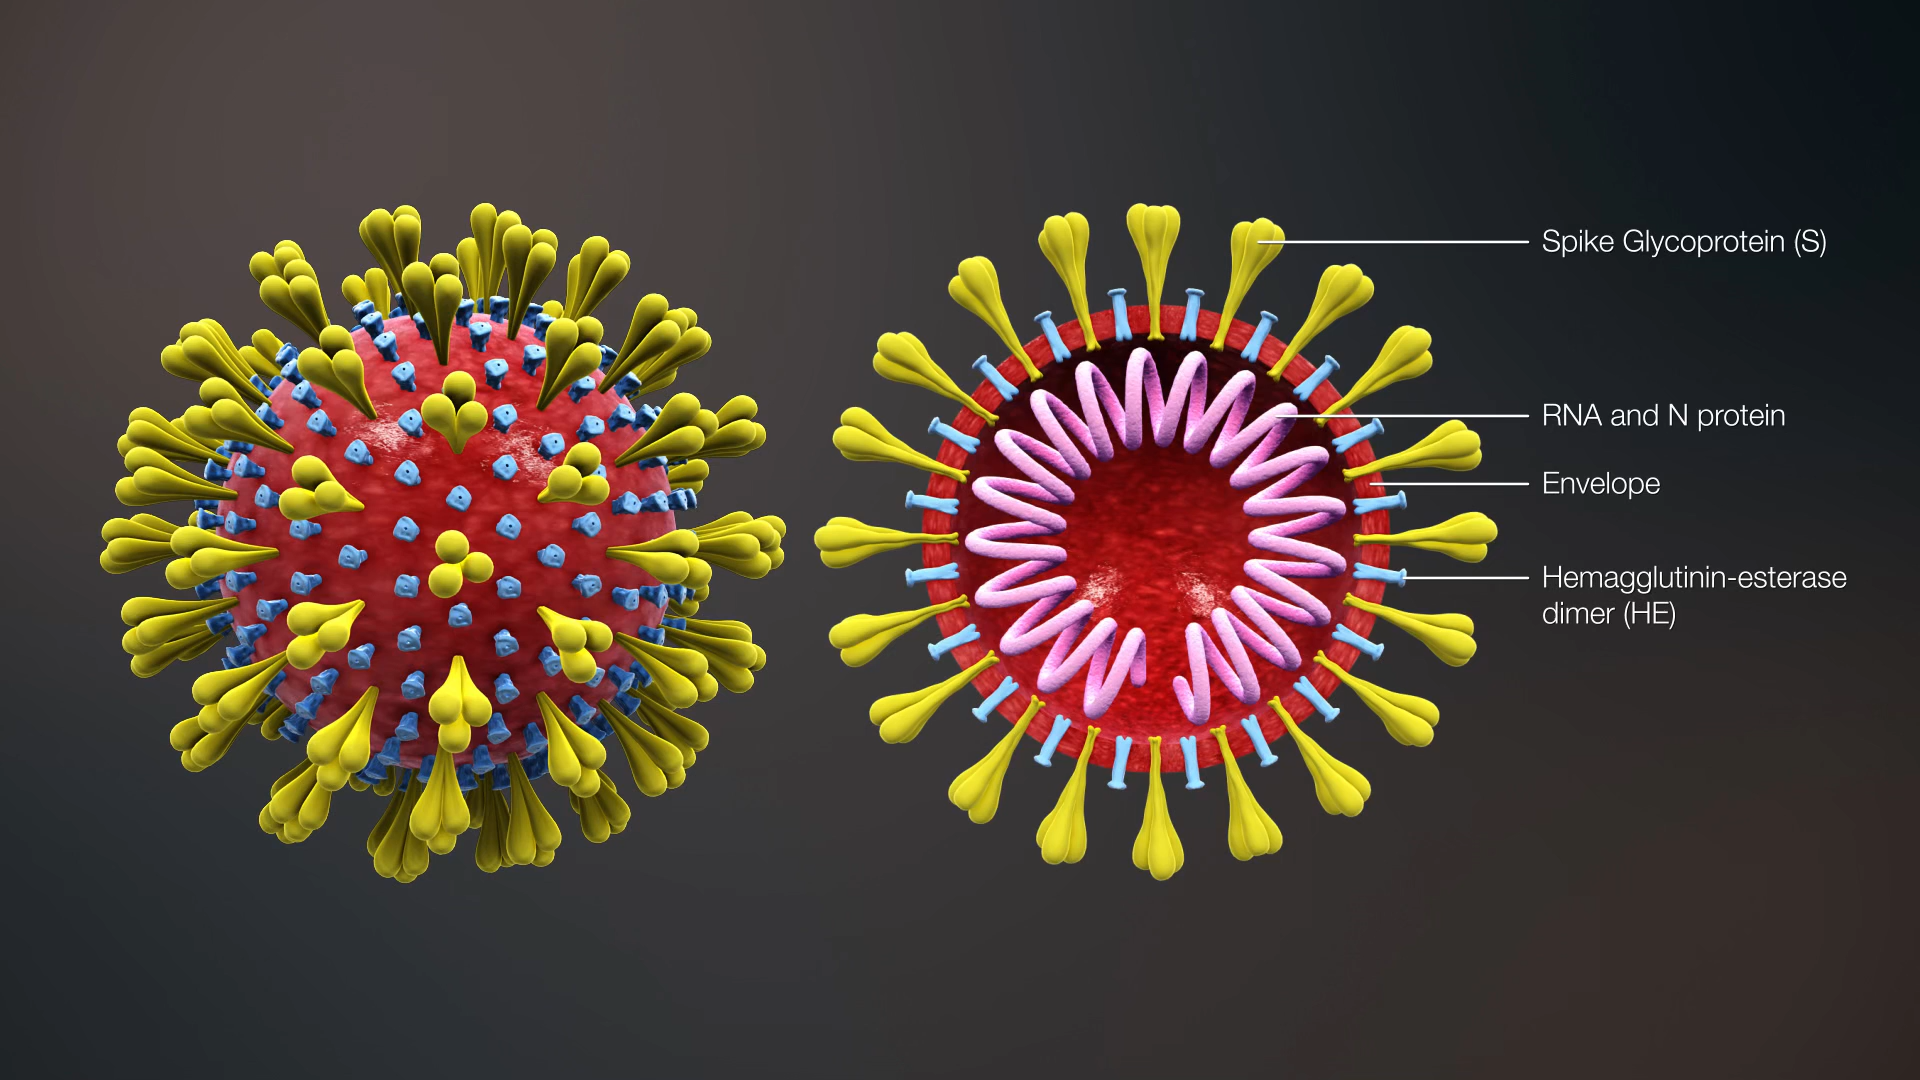 Spike Glycoprotein (S)
RNA and N protein
Envelope
Hemagglutinin-esterase
dimer (HE)